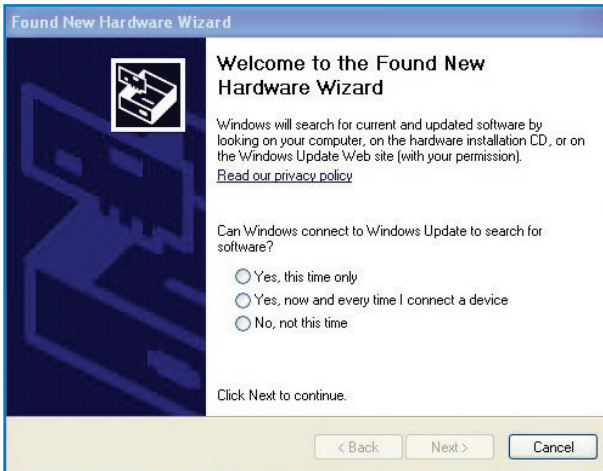 Found New Hardware Wizard
Welcome to the Found New
Hardware Wizard
Windows will search for current and updated software by
looking on your computer, on the hardware installation CD, or on
the Windows Update Web site (with your permission).
Read our privacy policy
Can Windows connect to Windows Update to search for
software?
Yes, this time only
Yes, now and every time I connect a device
No, not this time
Click Next to continue.
< Back Next > Cancel